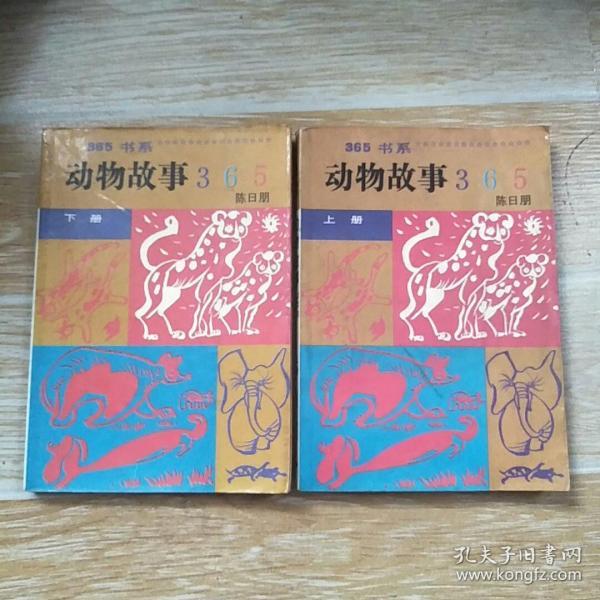 365 书系
动物故事 3 6 5
陈日朋
下册
365 书系
动物故事 3 6 5
陈日朋
上册
孔夫子旧书网
www.kongfz.com